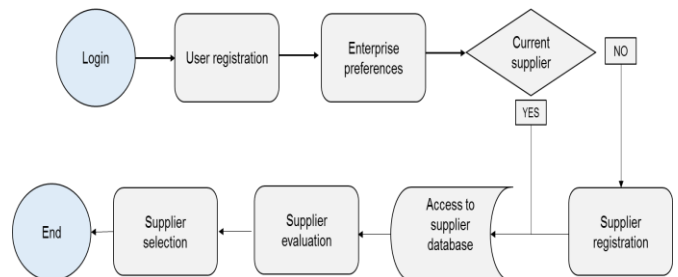 Login
User registration
Enterprise
preferences
Current
supplier
NO
YES
End
Supplier
selection
Supplier
evaluation
Access to
supplier
database
Supplier
registration